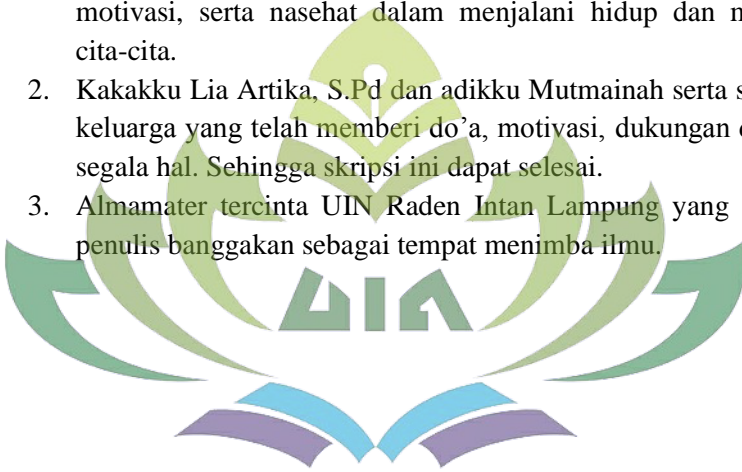 motivasi, serta nasehat dalam menjalani hidup dan
cita-cita.
2. Kakakku Lia Artika, S.Pd dan adikku Mutmainah serta
keluarga yang telah memberi do’a, motivasi, dukungan
segala hal. Sehingga skripsi ini dapat selesai.
3. Almamater tercinta UIN Raden Intan Lampung yang
penulis banggakan sebagai tempat menimba ilmu.
UIN